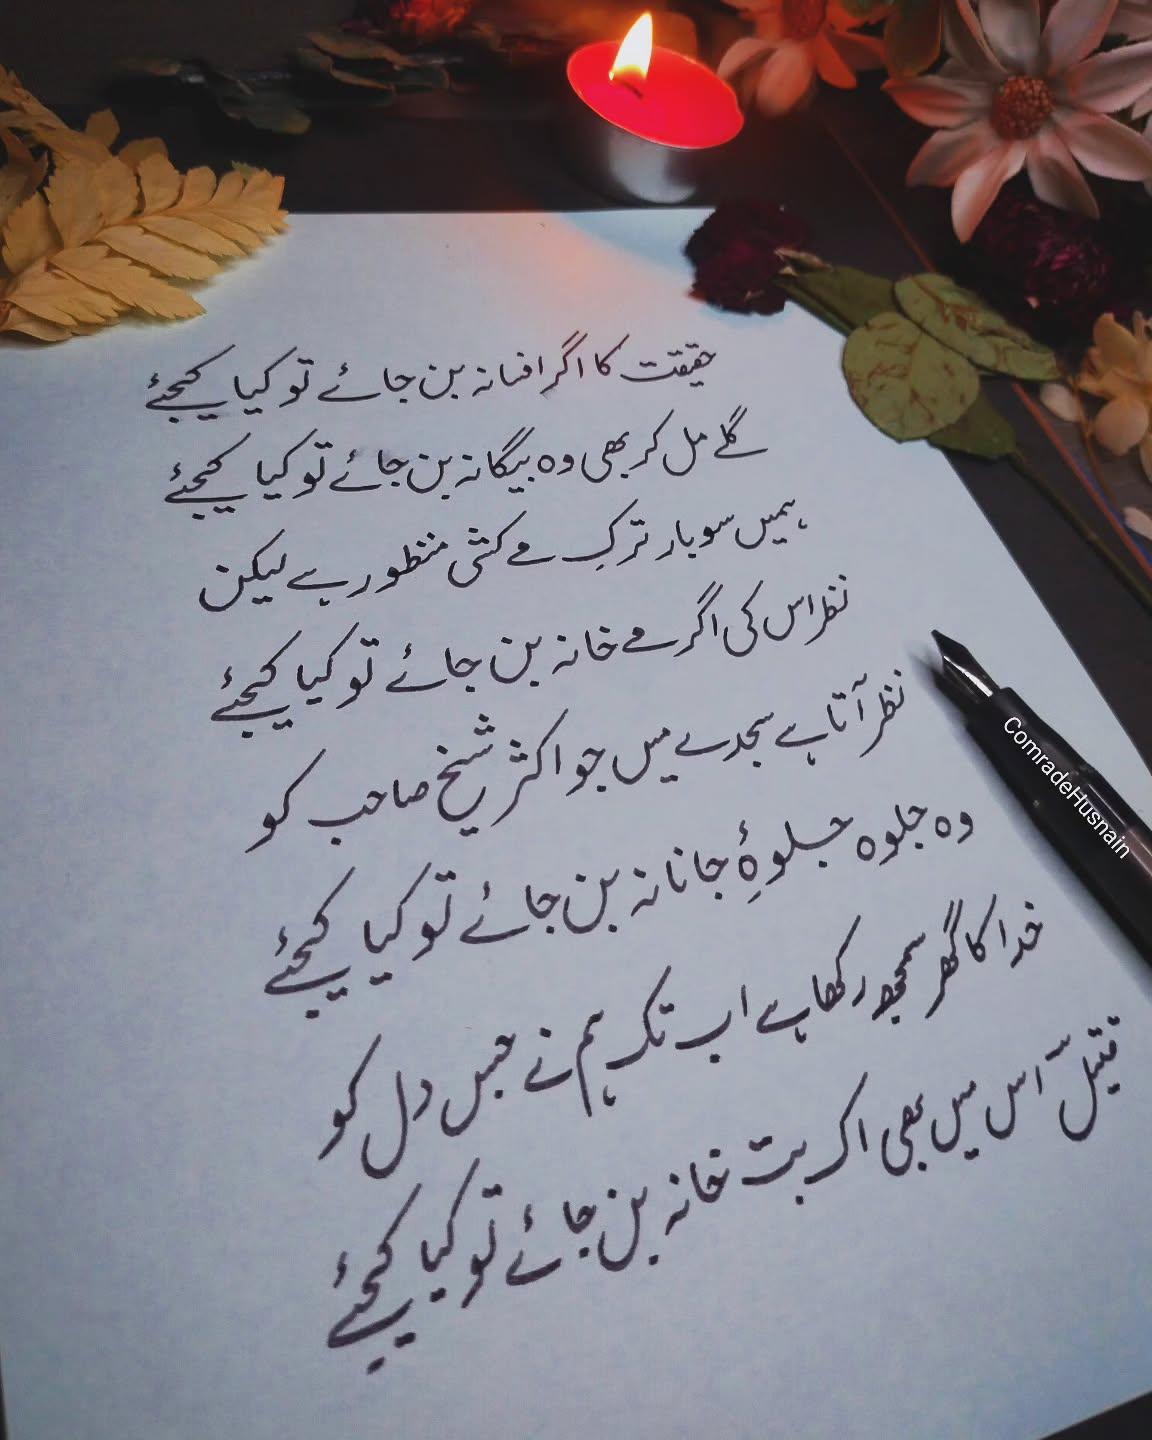 حقیقت کا اگر افسانہ بن جائے تو کیا کیجئے
گلے مل کر بھی وہ بیگانہ بن جائے تو کیا کیجئے
ہمیں سو بار ترکِ مے کشی منظور ہے لیکن
نظر اس کی اگر مے خانہ بن جائے تو کیا کیجئے
نظر آتا ہے سجدے میں جو اکثر شیخ صاحب کو
وہ جلوہ جلوۂِ جانانہ بن جائے تو کیا کیجئے
خدا کا گھر سمجھ رکھا ہے اب تک ہم نے جس دل کو
قتیلؔ اس میں بھی اک بت خانہ بن جائے تو کیا کیجئے
ComradeHusnain